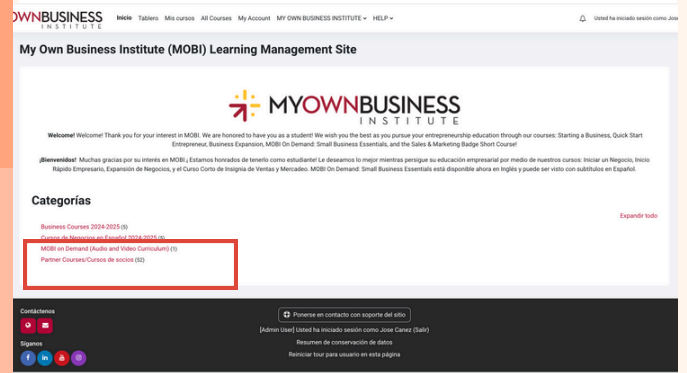 OWNBUSINESS
INSTITUTE
Inicio Tablero Mis cursos All Courses My Account MY OWN BUSINESS INSTITUTE HELP
Usted ha iniciado sesión como Jose
My Own Business Institute (MOBI) Learning Management Site
MYOWNBUSINESS
INSTITUTE
Welcome! Welcome! Thank you for your interest in MOBI. We are honored to have you as a student! We wish you the best as you pursue your entrepreneurship education through our courses: Starting a Business, Quick Start
Entrepreneur, Business Expansion, MOBI On Demand: Small Business Essentials, and the Sales & Marketing Badge Short Course!
¡Bienvenidos! Muchas gracias por su interés en MOBI¡ Estamos honrados de tenerlo como estudiante! Le deseamos lo mejor mientras persigue su educación empresarial por medio de nuestros cursos: Iniciar un Negocio, Inicio
Rápido Empresario, Expansión de Negocios, y el Curso Corto de Insignia de Ventas y Mercadeo. MOBI On Demand: Small Business Essentials está disponible ahora en Inglés y puede ser visto con subtítulos en Español.
Categorías
Expandir todo
Business Courses 2024-2025 (5)
Cursos de Negocios en Español 2024-2025
MOBI on Demand (Audio and Video Curriculum) (1)
Partner Courses/Cursos de socios (52)
Contáctenos
Ponerse en contacto con soporte del sitio
[Admin User] Usted ha iniciado sesión como Jose Canez (Salir)
Síganos
Resumen de conservación de datos
Reiniciar tour para usuario en esta página